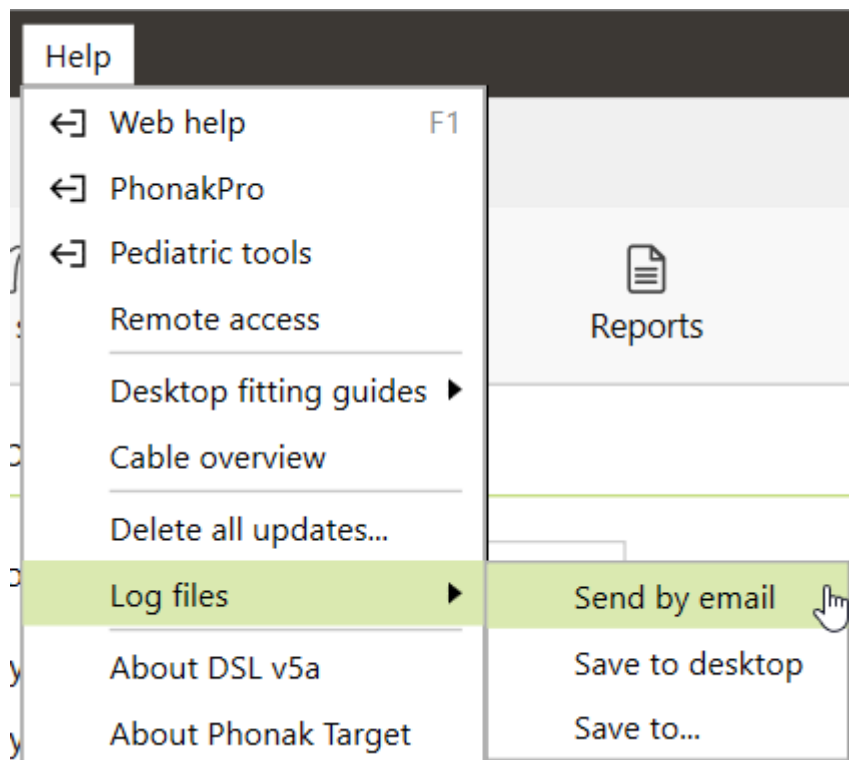 Help
Web help F1
PhonakPro
Pediatric tools
Remote access
Reports
Desktop fitting guides
Cable overview
Delete all updates...
Log files
Send by email
Save to desktop
Save to...
About DSL v5a
About Phonak Target